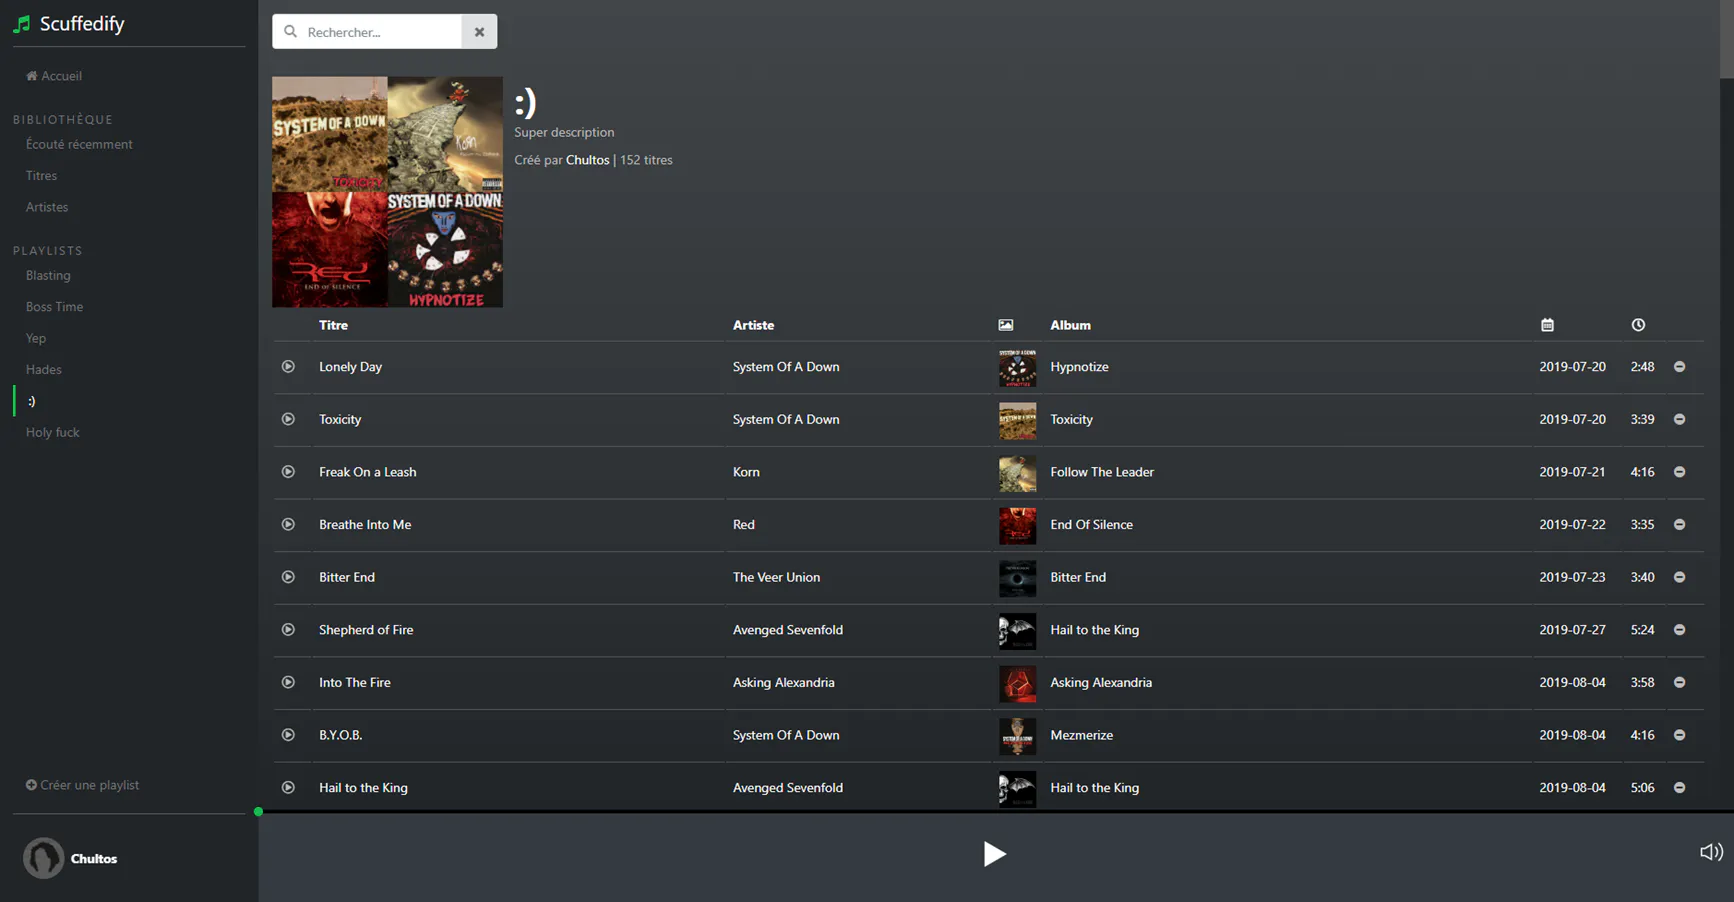 Scuffedify
Accueil
BIBLIOTHÈQUE
Écouté récemment
Titres
Artistes
PLAYLISTS
Blasting
Boss Time
Yep
Hades
:)
Holy fuck
Créer une playlist
Chultos
Rechercher...
SYSTEM OF A DOWN
TOXICITY
Korn
RED
END OF SILENCE
SYSTEM OF A DOWN
HYPNOTIZE
:)
Super description
Créé par Chultos | 152 titres
Titre Artiste Album
Lonely Day System Of A Down Hypnotize 2019-07-20 2:48
Toxicity System Of A Down Toxicity 2019-07-20 3:39
Freak On a Leash Korn Follow The Leader 2019-07-21 4:16
Breathe Into Me Red End Of Silence 2019-07-22 3:35
Bitter End The Veer Union Bitter End 2019-07-23 3:40
Shepherd of Fire Avenged Sevenfold Hail to the King 2019-07-27 5:24
Into The Fire Asking Alexandria Asking Alexandria 2019-08-04 3:58
B.Y.O.B. System Of A Down Mezmerize 2019-08-04 4:16
Hail to the King Avenged Sevenfold Hail to the King 2019-08-04 5:06